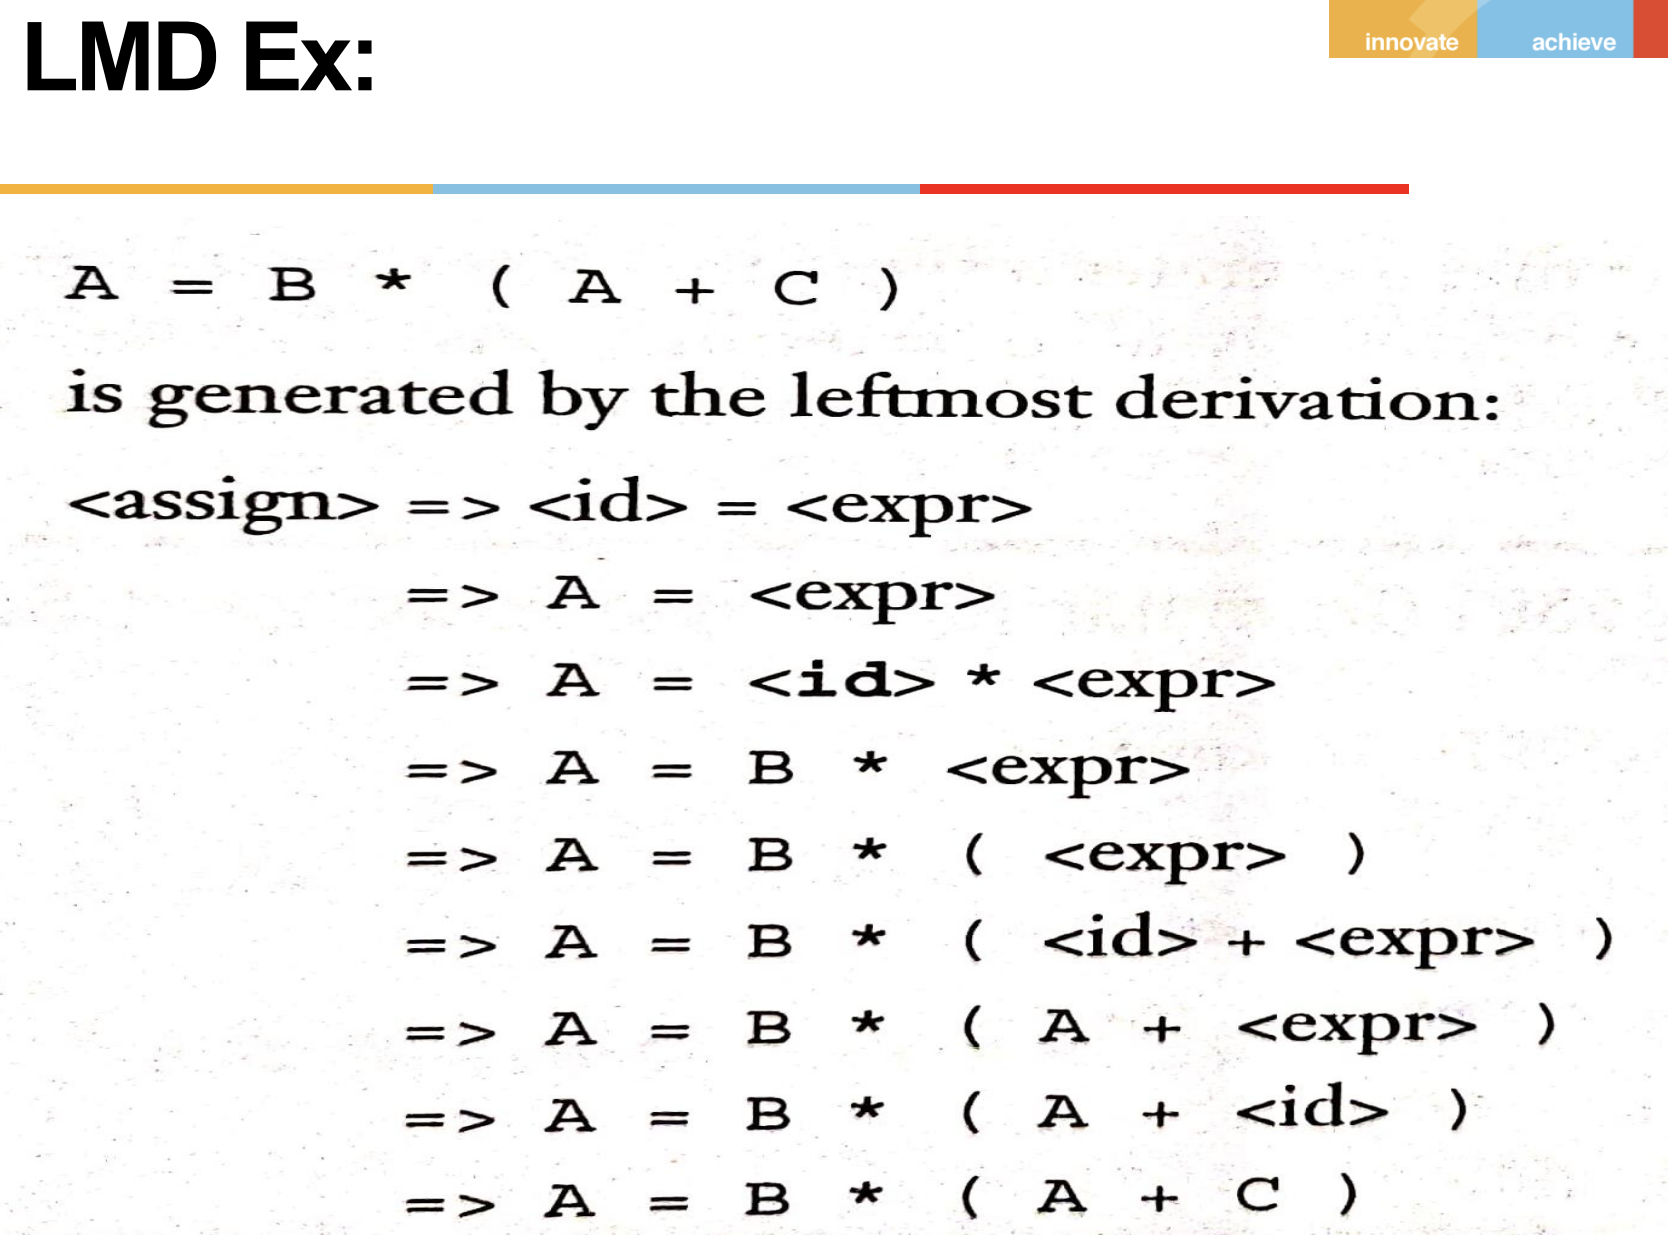 LMD Ex:
innovate achieve
A = B * ( A + C )
is generated by the leftmost derivation:
<assign> => <id> = <expr>
=> A = <expr>
=> A = <id> * <expr>
=> A = B * <expr>
=> A = B * ( <expr> )
=> A = B * ( <id> + <expr> )
=> A = B * ( A + <expr> )
=> A = B * ( A + <id> )
=> A = B * ( A + C )